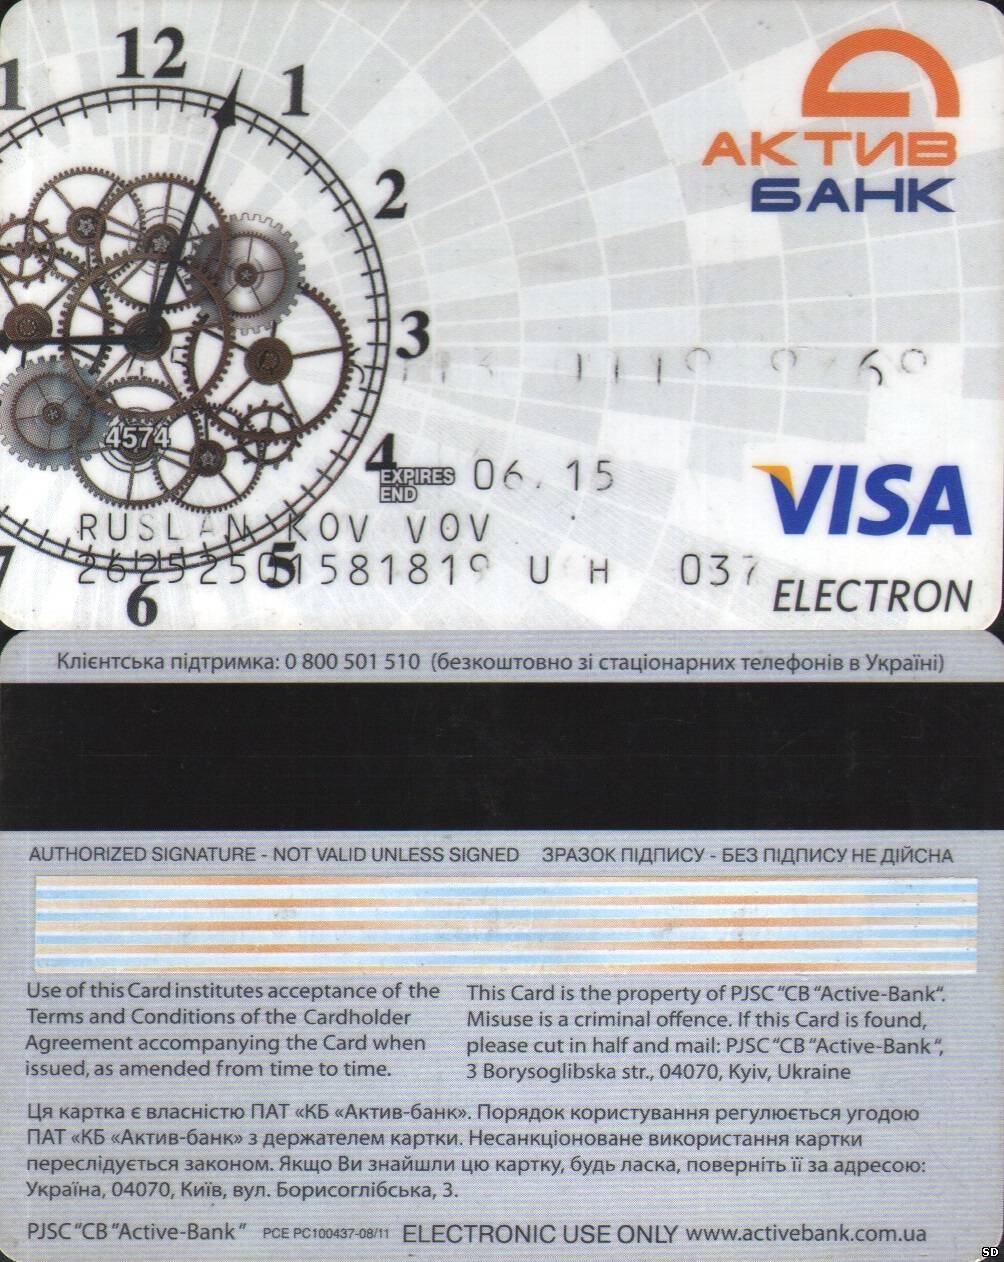 12
1
1
2
3
4
5
6
7
АКТИВ
БАНК
4574
EXPIRES
END
06.15
RUSLAN
037
VISA
ELECTRON
Клієнтська підтримка: 0 800 501 510 (безкоштовно зі стаціонарних телефонів в Україні)
AUTHORIZED SIGNATURE - NOT VALID UNLESS SIGNED ЗРАЗОК ПІДПИСУ - БЕЗ ПІДПИСУ НЕ ДІЙСНА
Use of this Card institutes acceptance of the
Terms and Conditions of the Cardholder
Agreement accompanying the Card when
issued, as amended from time to time.
This Card is the property of PJSC "CB "Active-Bank".
Misuse is a criminal offence. If this Card is found,
please cut in half and mail: PJSC "CB "Active-Bank",
3 Borysoglibska str., 04070, Kyiv, Ukraine
Ця картка є власністю ПАТ «КБ «Актив-банк». Порядок користування регулюється угодою
ПАТ «КБ «Актив-банк» з держателем картки. Несанкціоноване використання картки
переслідується законом. Якщо Ви знайшли цю картку, будь ласка, поверніть її за адресою:
Україна, 04070, Київ, вул. Борисоглібська, 3.
PJSC "CB "Active-Bank" PCE PC100437-08/11 ELECTRONIC USE ONLY www.activebank.com.ua
SD